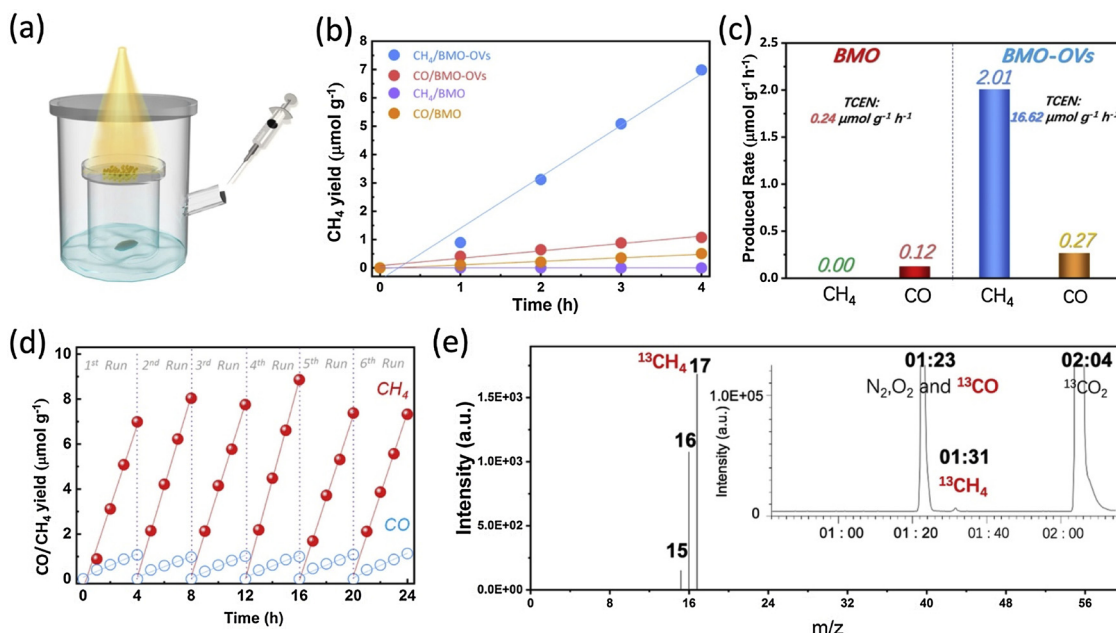 (a)
(b)
CH₄ yield (μmol g⁻¹)
8
7
6
5
4
3
2
1
0
CH₄/BMO-OVs
CO/BMO-OVs
CH₄/BMO
CO/BMO
0 1 2 3 4
Time (h)
(c)
Produced Rate (μmol g⁻¹ h⁻¹)
2.5
2.0
1.5
1.0
0.5
0.0
BMO
BMO-OVs
TCEN:
0.24 μmol g⁻¹ h⁻¹
2.01
TCEN:
16.62 μmol g⁻¹ h⁻¹
0.00
0.12
0.27
CH₄ CO CH₄ CO
(d)
CO/CH₄ yield (μmol g⁻¹)
10
8
6
4
2
0
1ˢᵗ Run 2ⁿᵈ Run 3ʳᵈ Run 4ᵗʰ Run 5ᵗʰ Run 6ᵗʰ Run
CH₄
CO
0 4 8 12 16 20 24
Time (h)
(e)
Intensity (a.u.)
1.5E+03
1.0E+03
5.0E+02
0.0E+00
¹³CH₄ 17
16
15
0 8 16 24 32 40 48 56
m/z
Intensity (a.u.)
1.0E+05
0
01:23
N₂,O₂ and ¹³CO
01:31
¹³CH₄
02:04
¹³CO₂
01:00 01:20 01:40 02:00